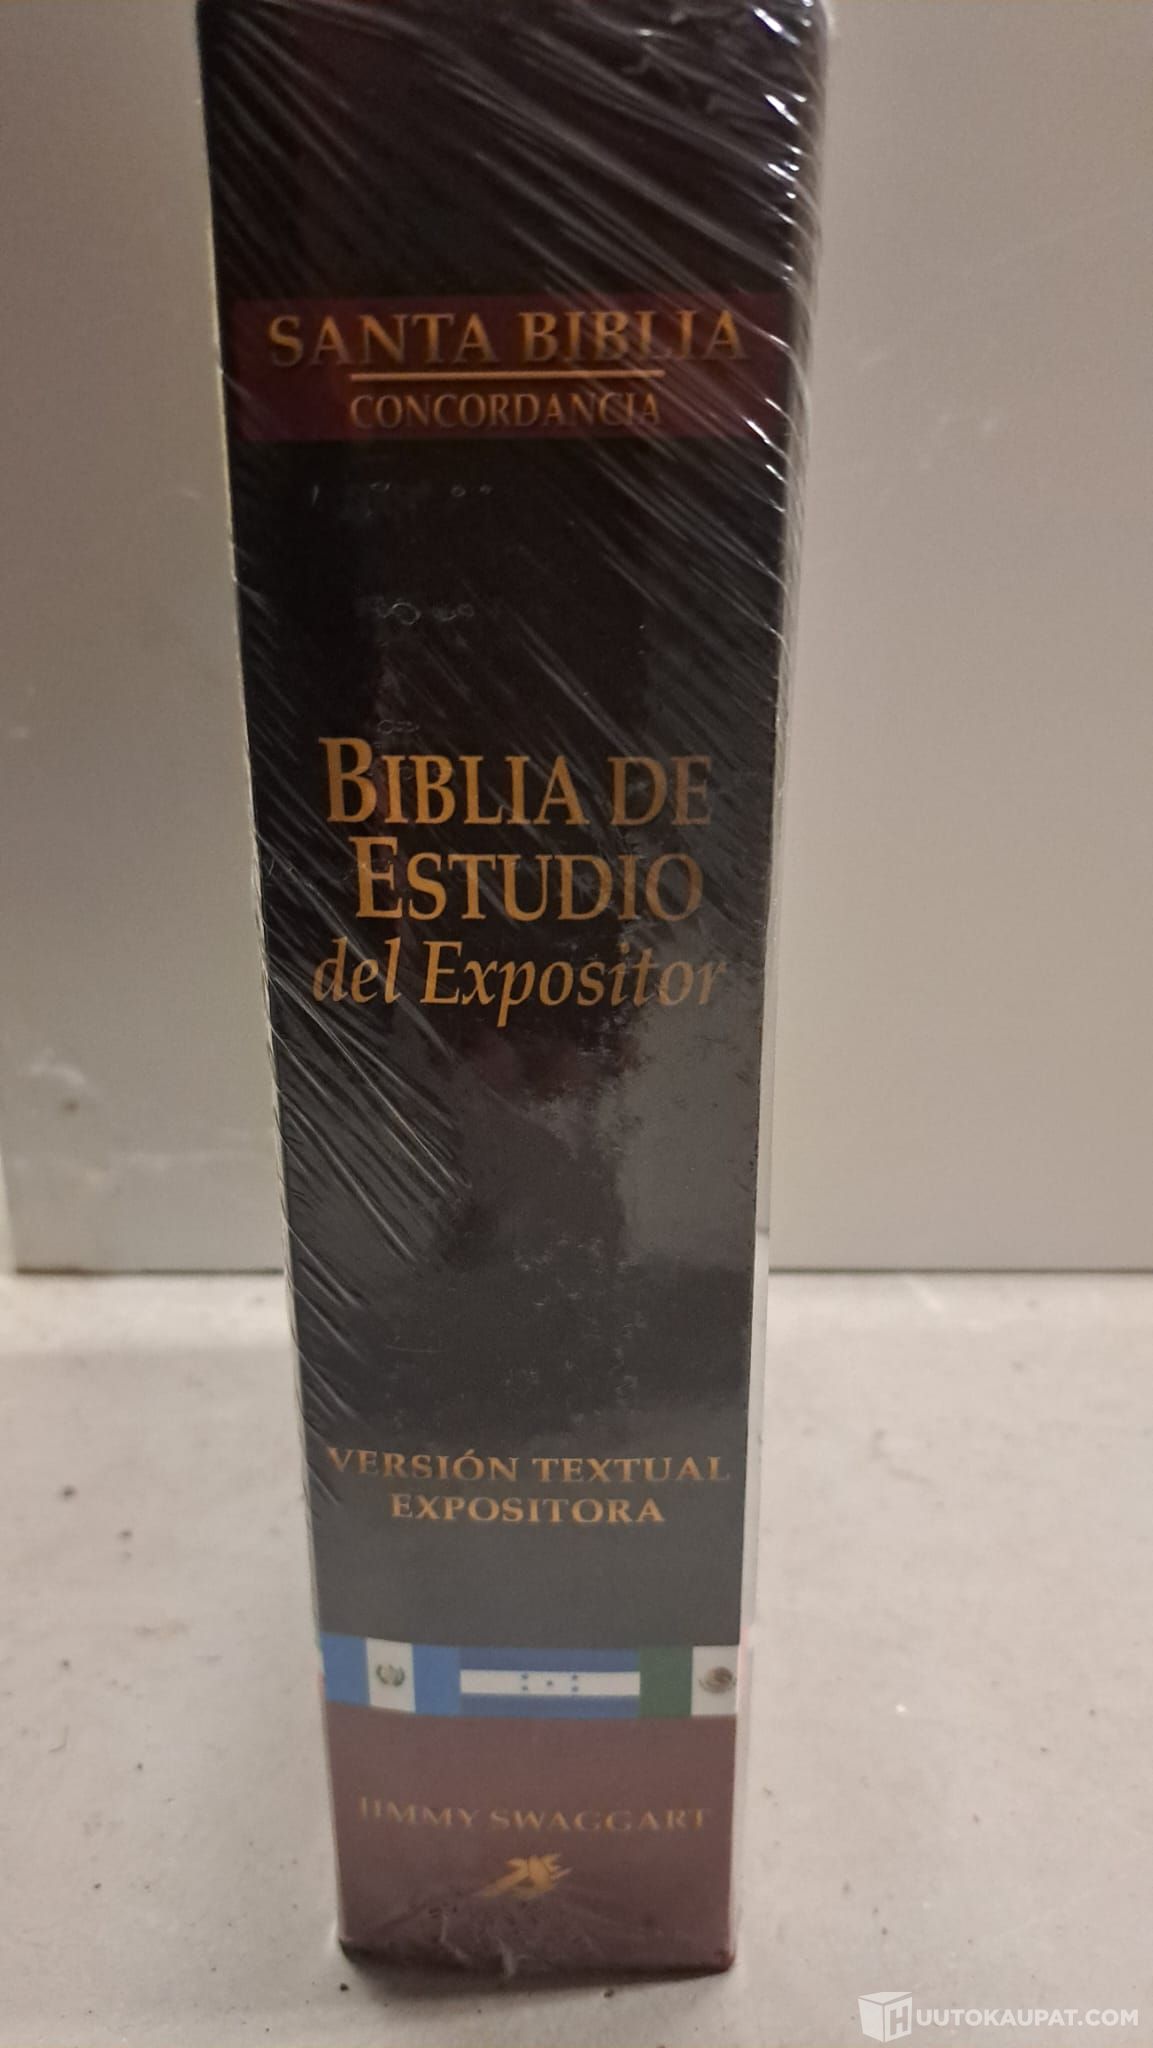 SANTA BIBLIA
CONCORDANCIA
BIBLIA DE
ESTUDIO
del Expositor
VERSIÓN TEXTUAL
EXPOSITORA
JIMMY SWAGGART
HUUTOKAUPAT.COM